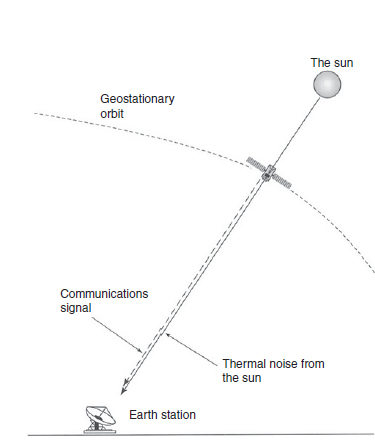 The sun
Geostationary
orbit
Communications
signal
Thermal noise from
the sun
Earth station